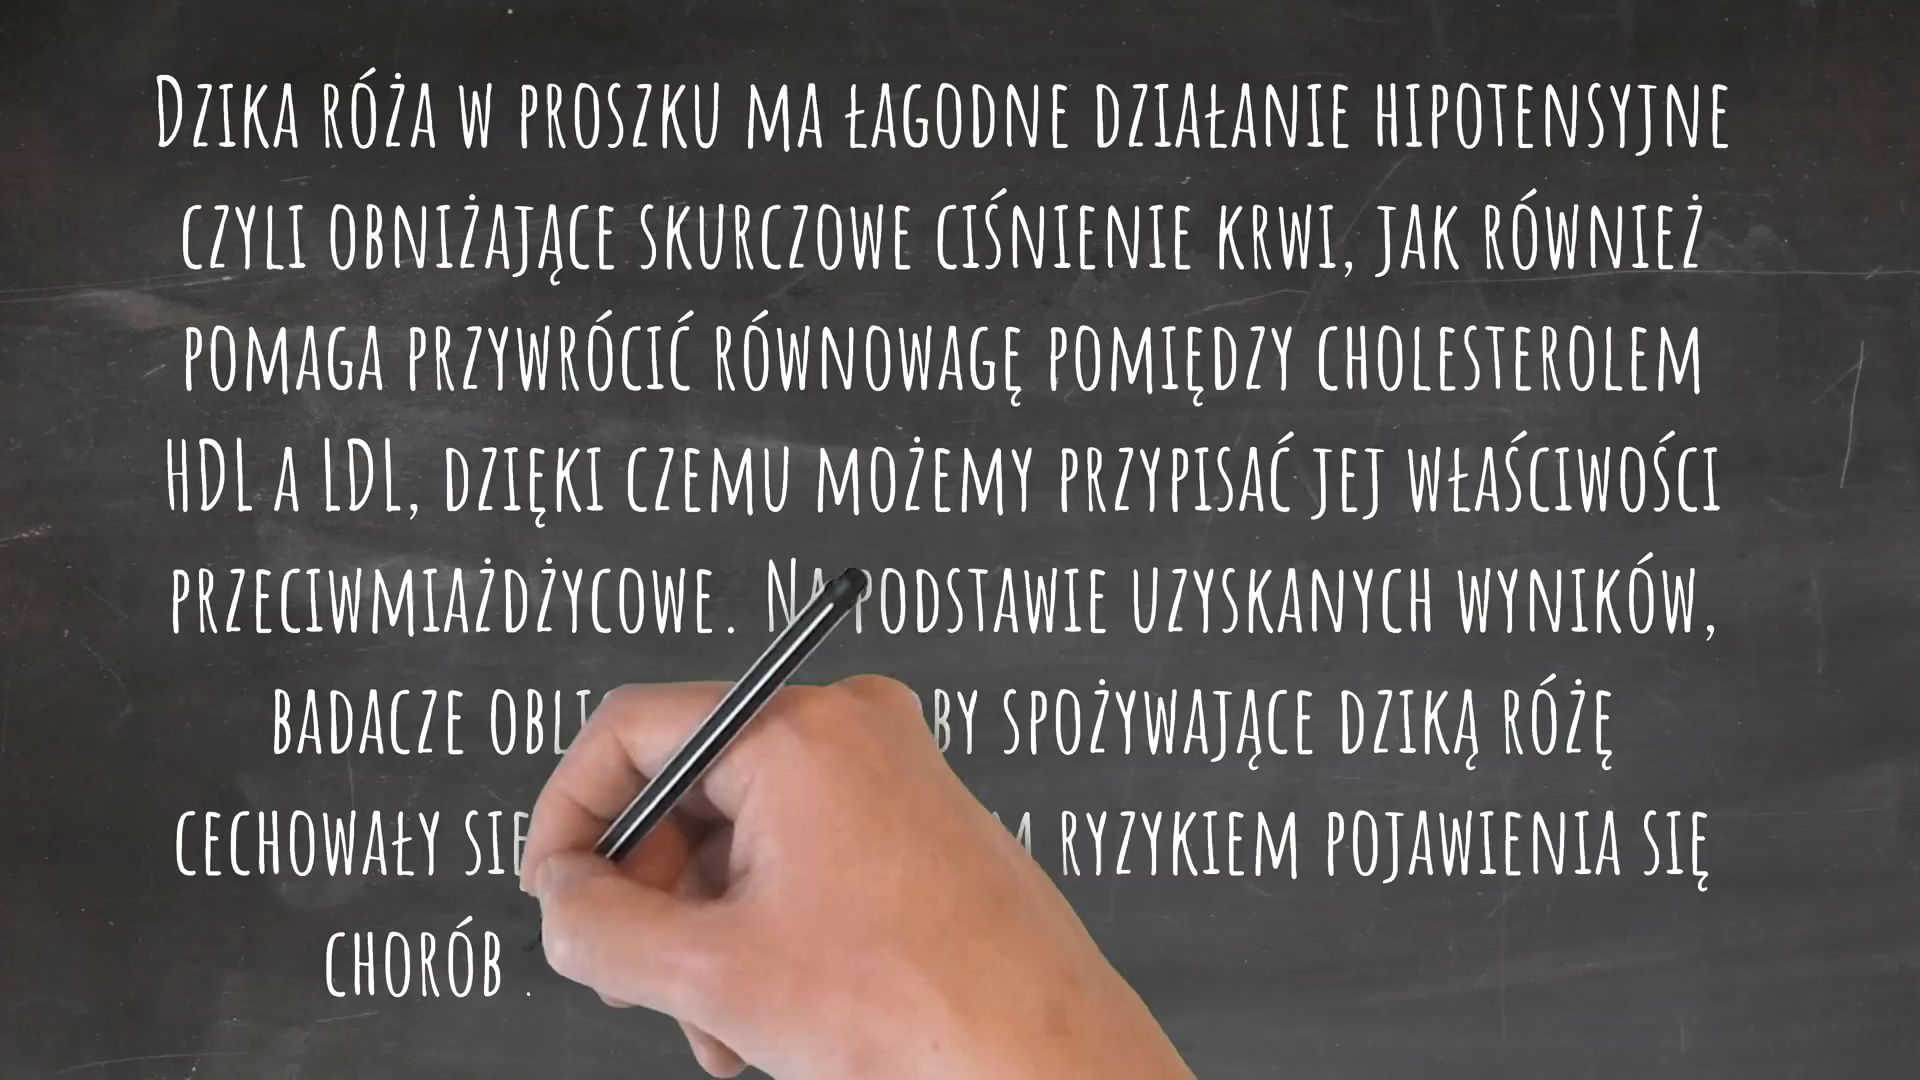 Dzika róża w proszku ma łagodne działanie hipotensyjne
czyli obniżające skurczowe ciśnienie krwi, jak również
pomaga przywrócić równowagę pomiędzy cholesterolem
HDL a LDL, dzięki czemu możemy przypisać jej właściwości
przeciwmiażdżycowe. Na podstawie uzyskanych wyników,
badacze spożywające dziką różę
cechowały się ryzykiem pojawienia się
chorób